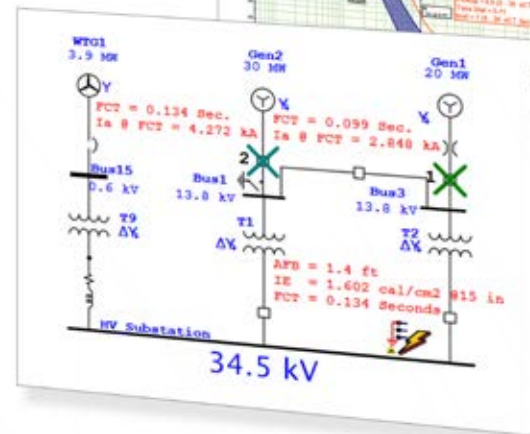 WTG1
3.9 MW
Y
FCT = 0.134 Sec.
Ia @ FCT = 4.272 kA
Bus15
0.6 kV
T9
Gen2
30 MW
FCT = 0.099 Sec.
Ia @ FCT = 2.848 kA
2
Bus1
13.8 kV
T1
Gen1
20 MW
1
Bus3
13.8 kV
T2
AFB = 1.4 ft
IE = 1.602 cal/cm2 @15 in
FCT = 0.134 Seconds
HV Substation
34.5 kV